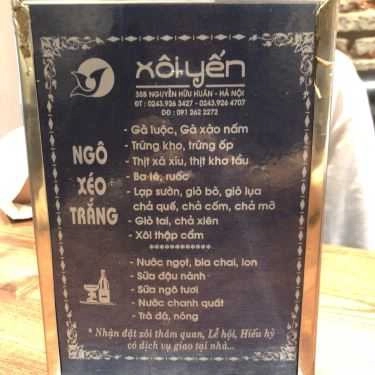 XÔI YẾN
35B NGUYỄN HỮU HUÂN - HÀ NỘI
ĐT : 0243.926 3427 - 0243.926 4707
DĐ : 091 262 2272
NGÔ
XÉO
TRẮNG
- Gà luộc, Gà xào nấm
- Trứng kho, trứng ốp
- Thịt xá xíu, thịt kho tầu
- Ba tê, ruốc
- Lạp sườn, giò bò, giò lụa
chả quế, chả cốm, chả mỡ
- Giò tai, chả xiên
- Xôi thập cẩm
***********
- Nước ngọt, bia chai, lon
- Sữa đậu nành
- Sữa ngô tươi
- Nước chanh quất
- Trà đá, nóng
* Nhận đặt xôi thăm quan, Lễ hội, Hiếu hỷ
có dịch vụ giao tại nhà...